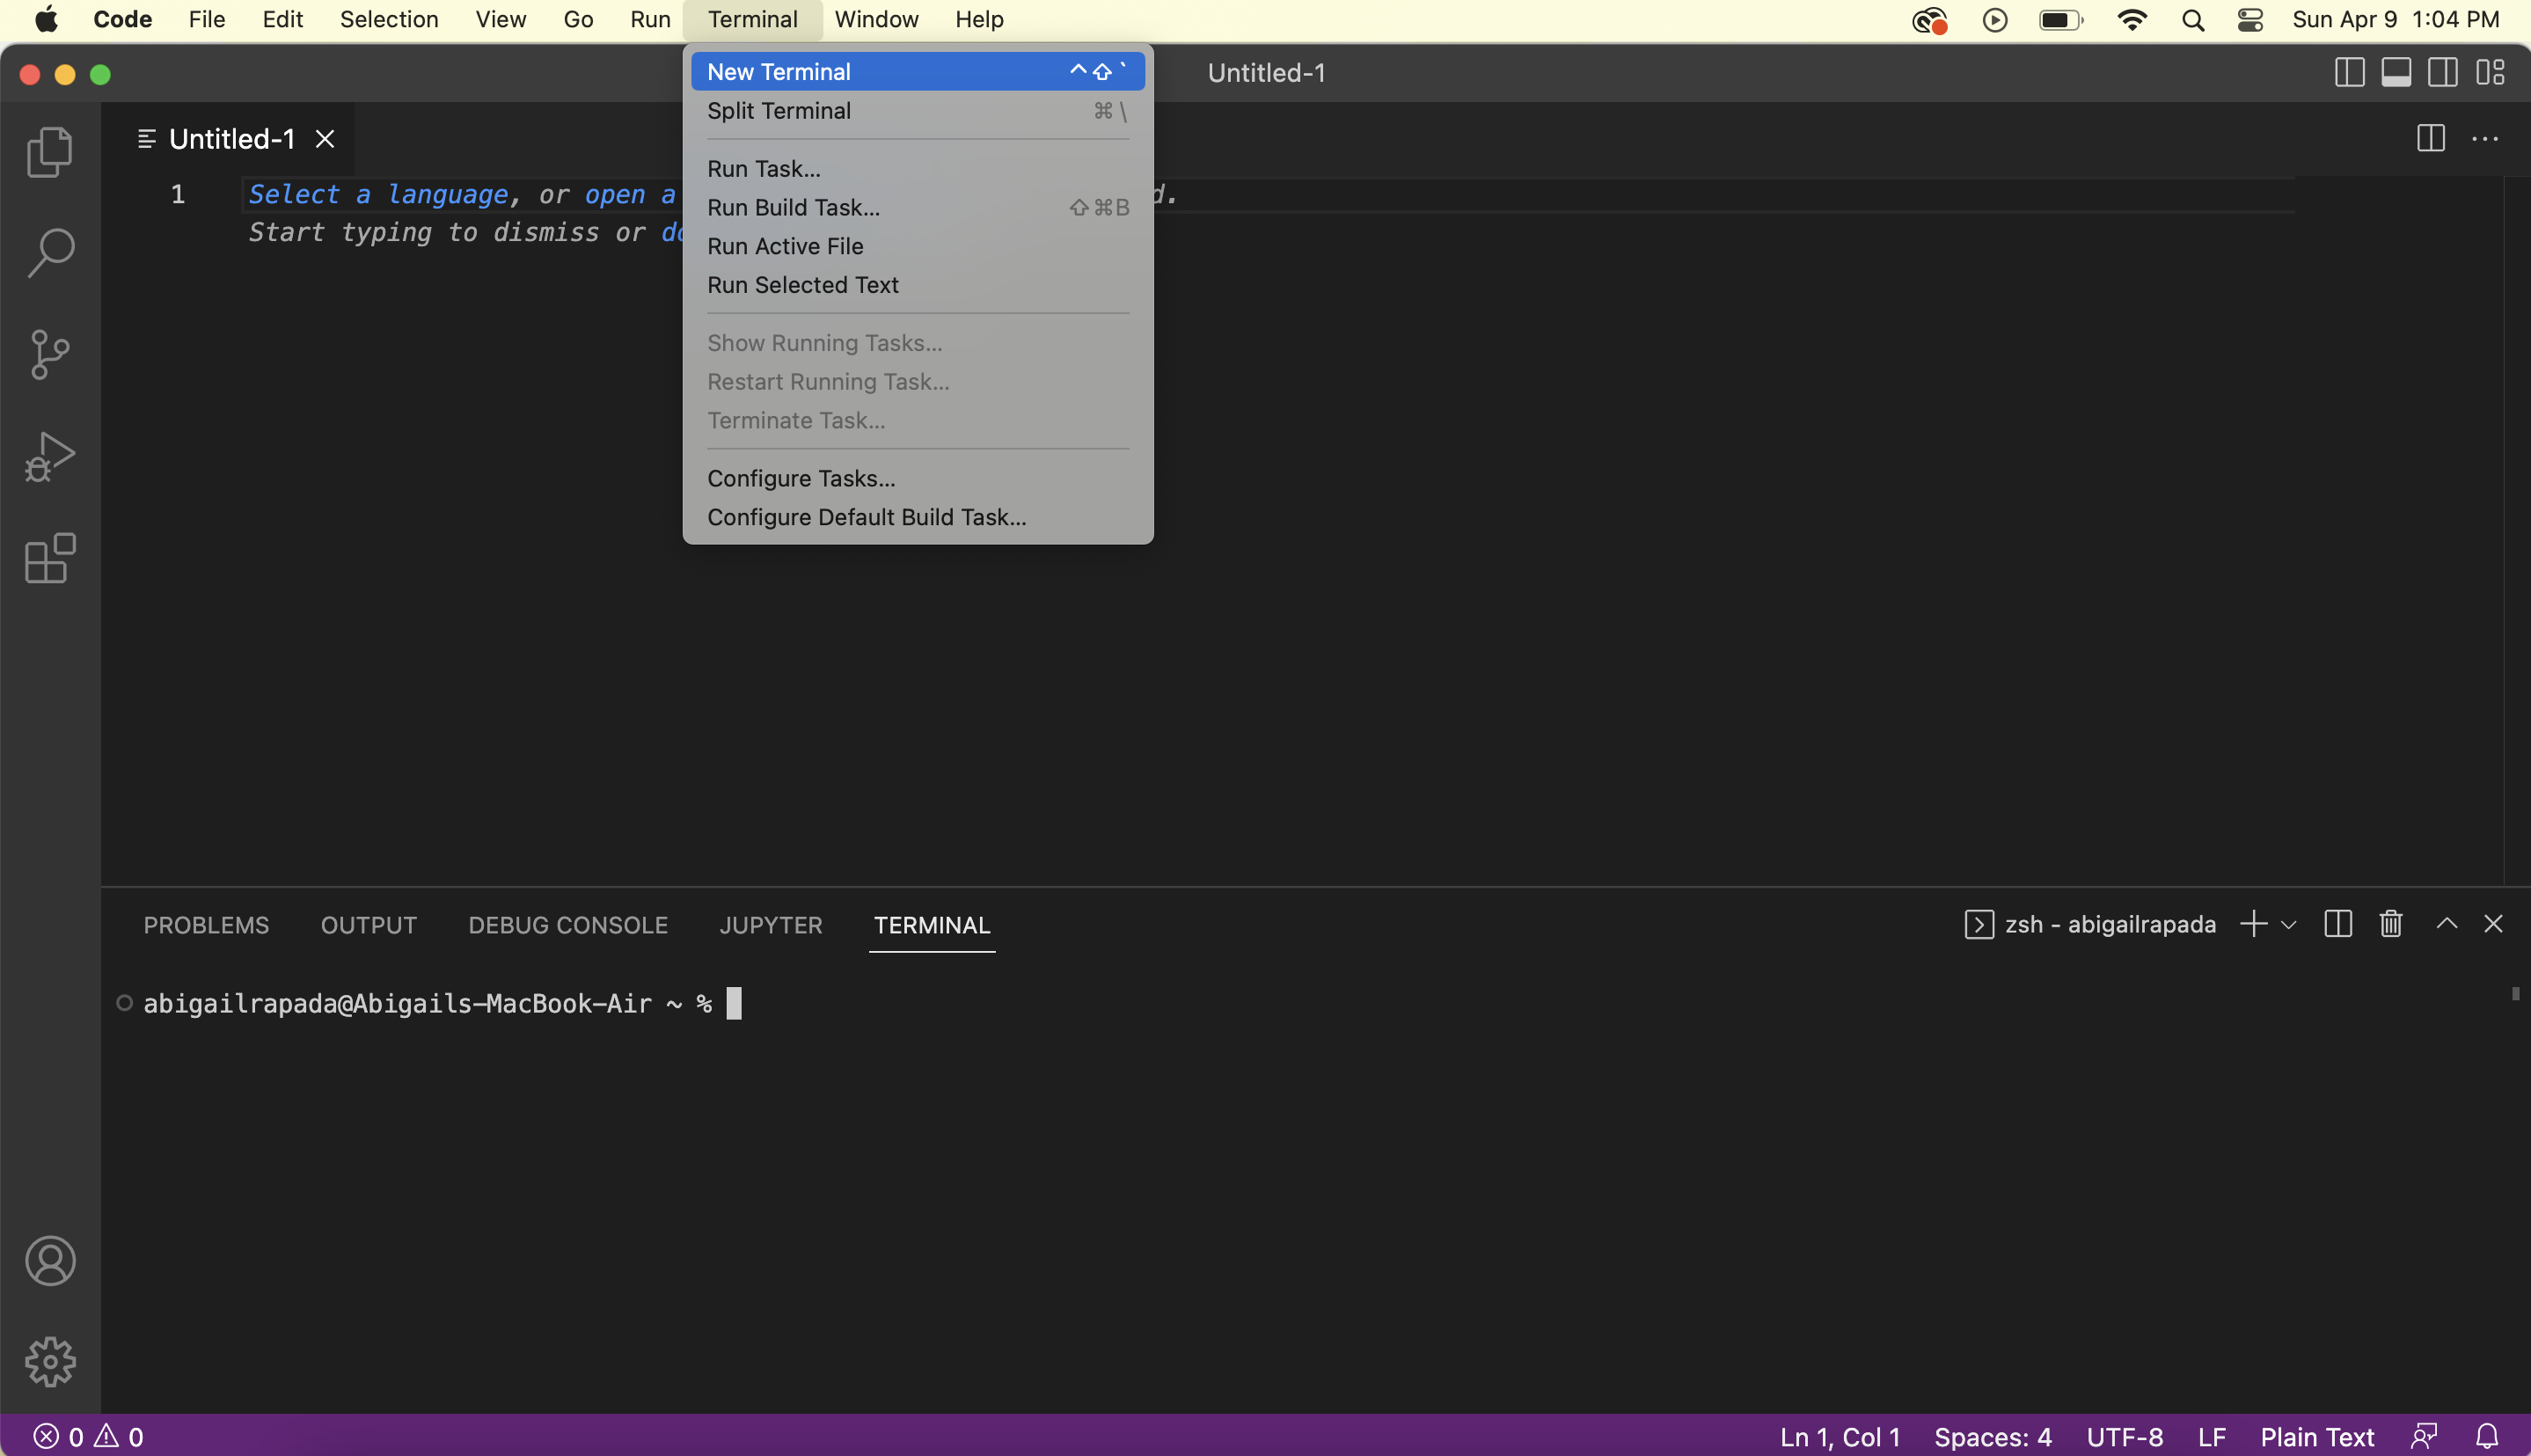 Code File Edit Selection View Go Run Terminal Window Help Sun Apr 9 1:04 PM
Untitled-1
New Terminal ^⇧`
Split Terminal ⌘\
Run Task...
Run Build Task... ⇧⌘B
Run Active File
Run Selected Text
Show Running Tasks...
Restart Running Task...
Terminate Task...
Configure Tasks...
Configure Default Build Task...
Untitled-1
1 Select a language, or open a d.
Start typing to dismiss or do
PROBLEMS OUTPUT DEBUG CONSOLE JUPYTER TERMINAL zsh - abigailrapada
abigailrapada@Abigails-MacBook-Air ~ %
0 0 Ln 1, Col 1 Spaces: 4 UTF-8 LF Plain Text